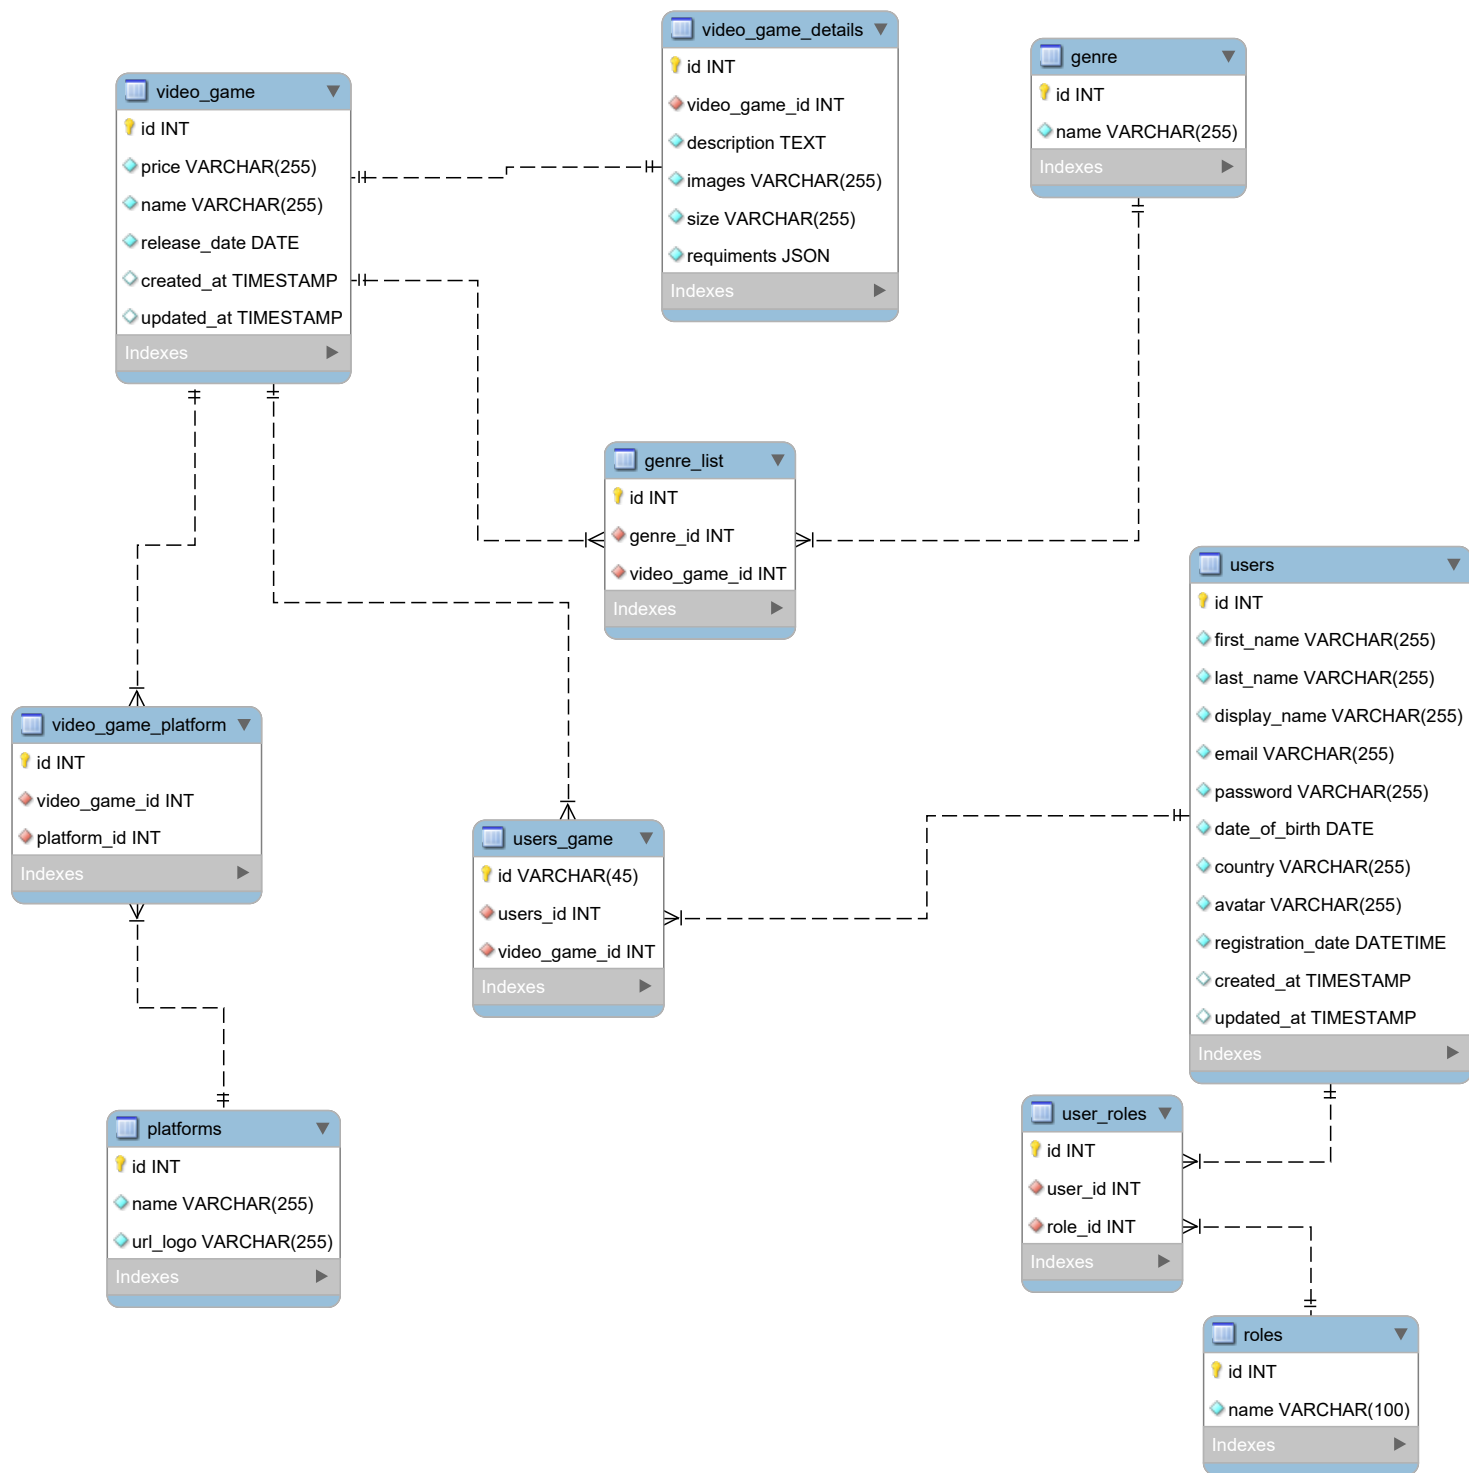 video_game
id INT
price VARCHAR(255)
name VARCHAR(255)
release_date DATE
created_at TIMESTAMP
updated_at TIMESTAMP
Indexes
video_game_details
id INT
video_game_id INT
description TEXT
images VARCHAR(255)
size VARCHAR(255)
requiments JSON
Indexes
genre
id INT
name VARCHAR(255)
Indexes
genre_list
id INT
genre_id INT
video_game_id INT
Indexes
users
id INT
first_name VARCHAR(255)
last_name VARCHAR(255)
display_name VARCHAR(255)
email VARCHAR(255)
password VARCHAR(255)
date_of_birth DATE
country VARCHAR(255)
avatar VARCHAR(255)
registration_date DATETIME
created_at TIMESTAMP
updated_at TIMESTAMP
Indexes
video_game_platform
id INT
video_game_id INT
platform_id INT
Indexes
users_game
id VARCHAR(45)
users_id INT
video_game_id INT
Indexes
platforms
id INT
name VARCHAR(255)
url_logo VARCHAR(255)
Indexes
user_roles
id INT
user_id INT
role_id INT
Indexes
roles
id INT
name VARCHAR(100)
Indexes